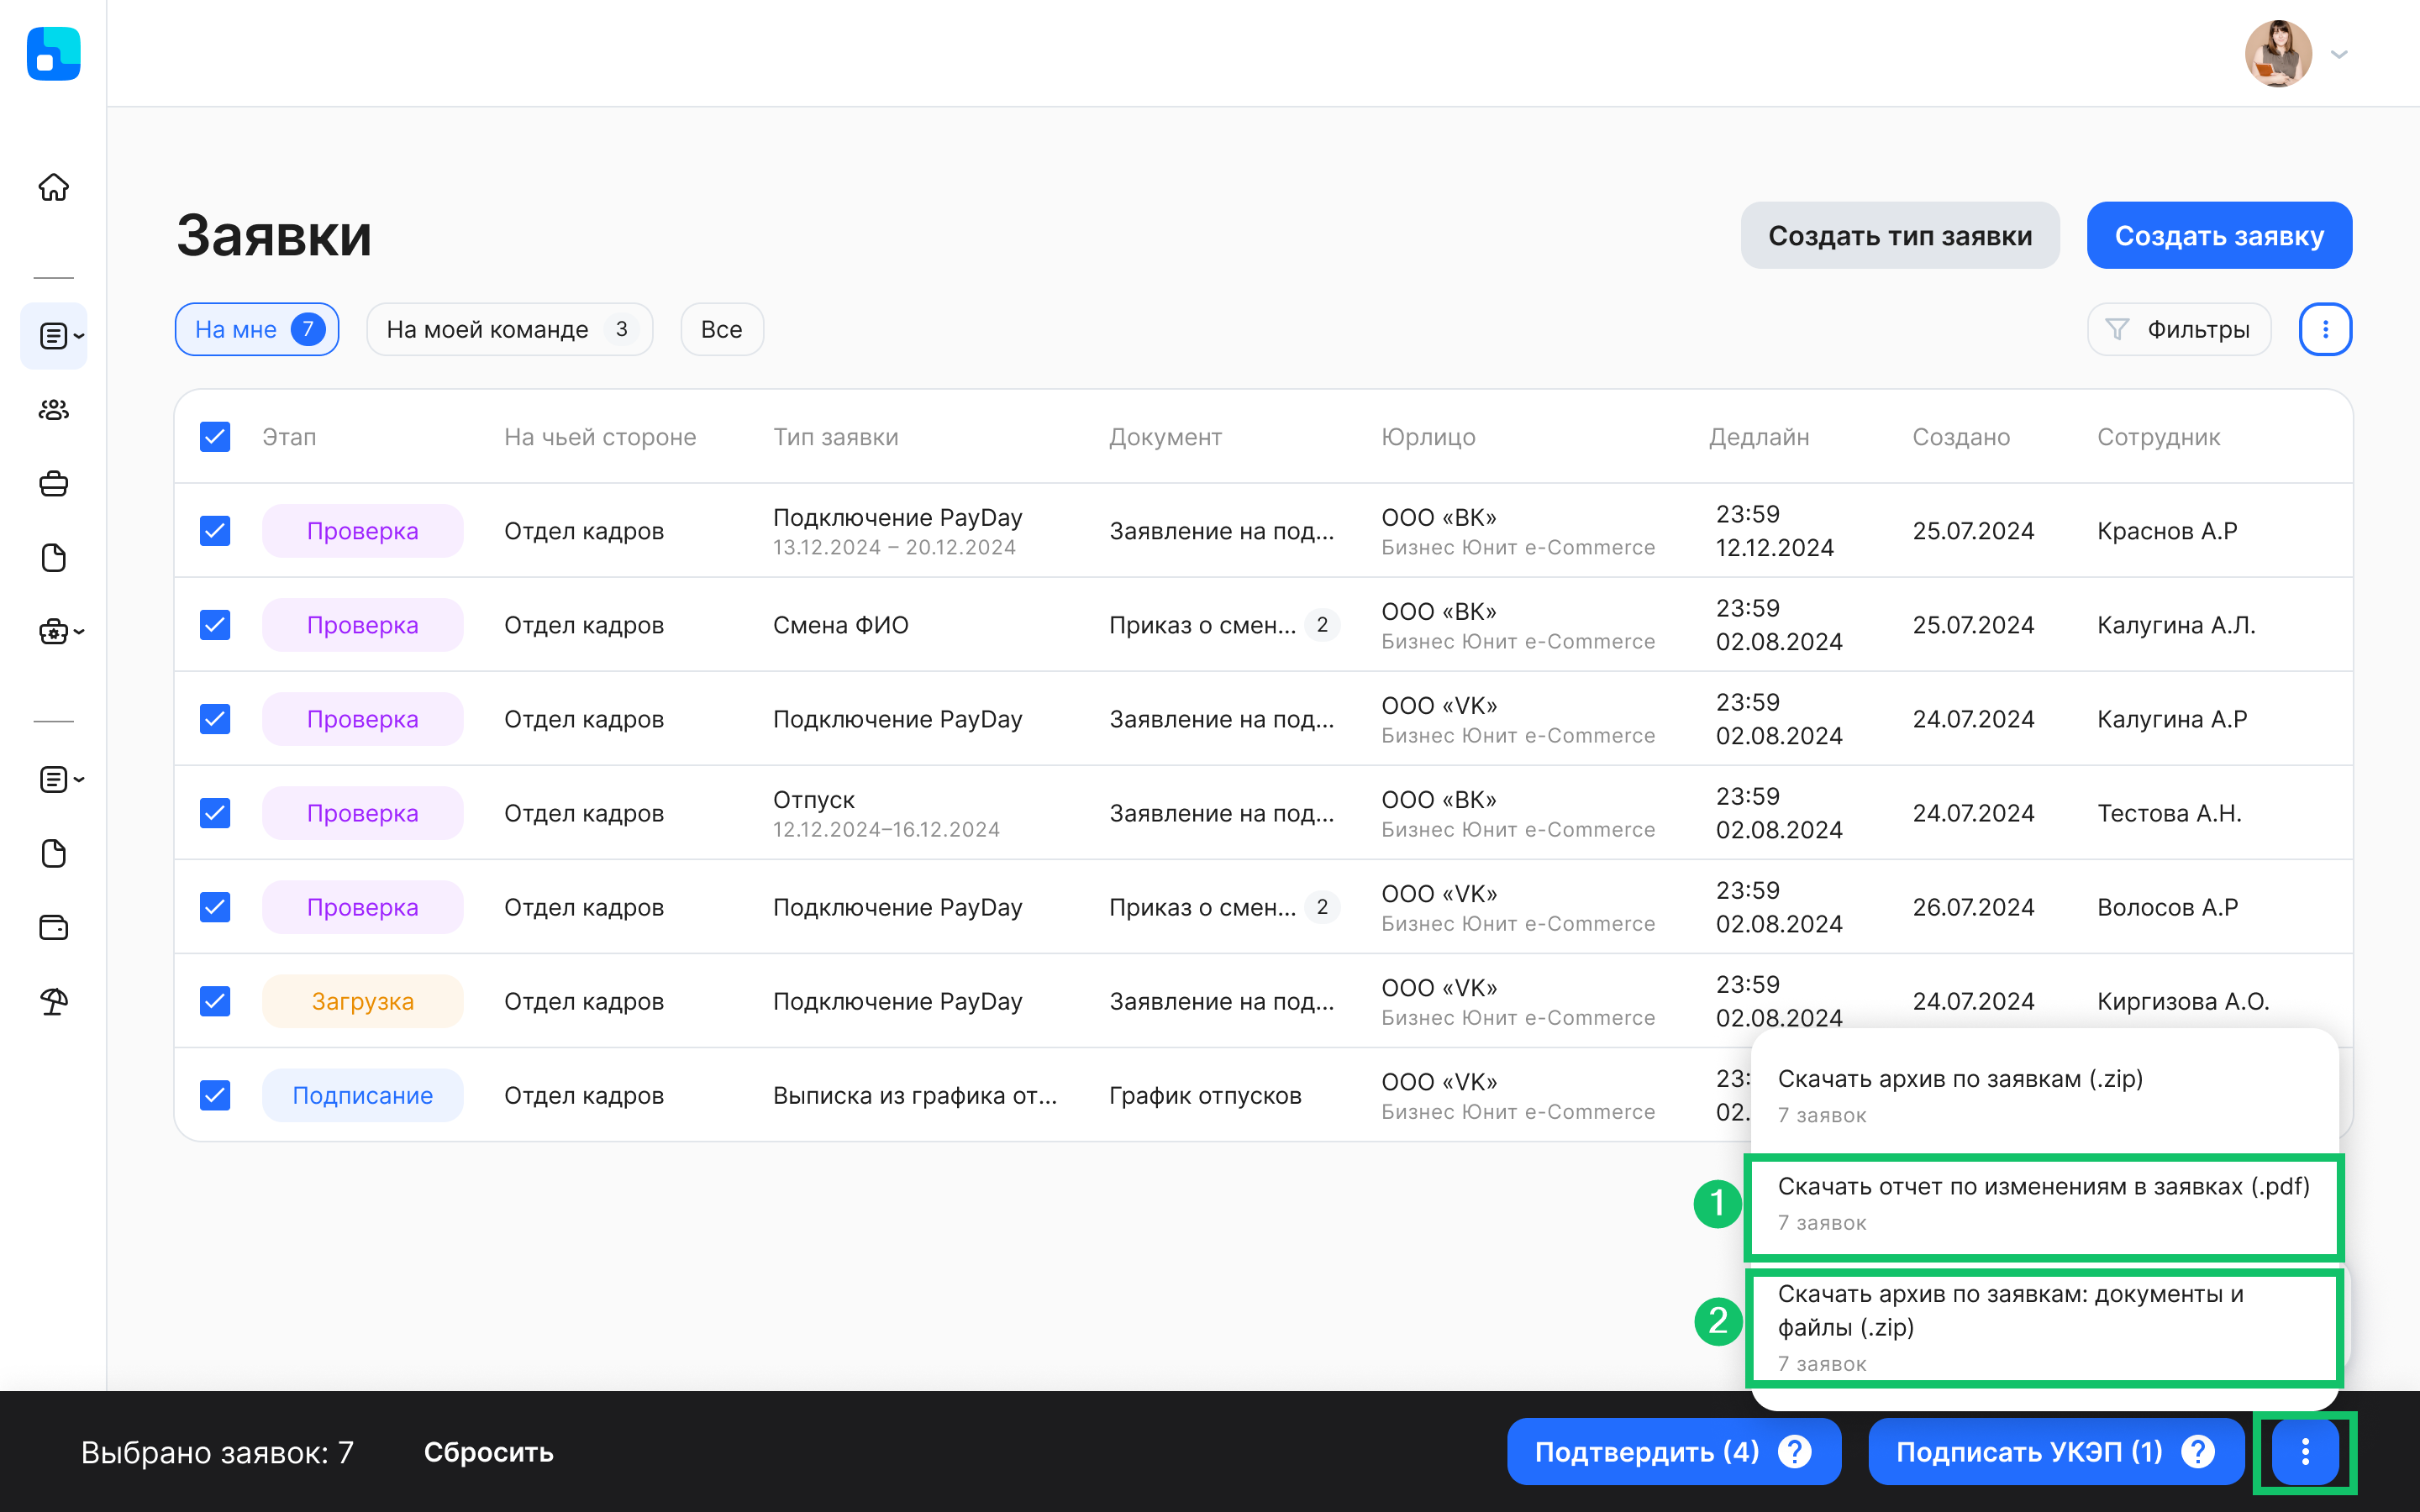 Заявки
Создать тип заявки
Создать заявку
На мне 7
На моей команде 3
Все
Фильтры
Этап
На чьей стороне
Тип заявки
Документ
Юрлицо
Дедлайн
Создано
Сотрудник
Проверка
Отдел кадров
Подключение PayDay
13.12.2024 – 20.12.2024
Заявление на под...
ООО «ВК»
Бизнес Юнит e-Commerce
23:59
12.12.2024
25.07.2024
Краснов А.Р
Проверка
Отдел кадров
Смена ФИО
Приказ о смен... 2
ООО «ВК»
Бизнес Юнит e-Commerce
23:59
02.08.2024
25.07.2024
Калугина А.Л.
Проверка
Отдел кадров
Подключение PayDay
Заявление на под...
ООО «VK»
Бизнес Юнит e-Commerce
23:59
02.08.2024
24.07.2024
Калугина А.Р
Проверка
Отдел кадров
Отпуск
12.12.2024–16.12.2024
Заявление на под...
ООО «ВК»
Бизнес Юнит e-Commerce
23:59
02.08.2024
24.07.2024
Тестова А.Н.
Проверка
Отдел кадров
Подключение PayDay
Приказ о смен... 2
ООО «VK»
Бизнес Юнит e-Commerce
23:59
02.08.2024
26.07.2024
Волосов А.Р
Загрузка
Отдел кадров
Подключение PayDay
Заявление на под...
ООО «VK»
Бизнес Юнит e-Commerce
23:59
02.08.2024
24.07.2024
Киргизова А.О.
Подписание
Отдел кадров
Выписка из графика от...
График отпусков
ООО «VK»
Бизнес Юнит e-Commerce
23:
02.
Скачать архив по заявкам (.zip)
7 заявок
1
Скачать отчет по изменениям в заявках (.pdf)
7 заявок
2
Скачать архив по заявкам: документы и
файлы (.zip)
7 заявок
Выбрано заявок: 7
Сбросить
Подтвердить (4) ?
Подписать УКЭП (1) ?